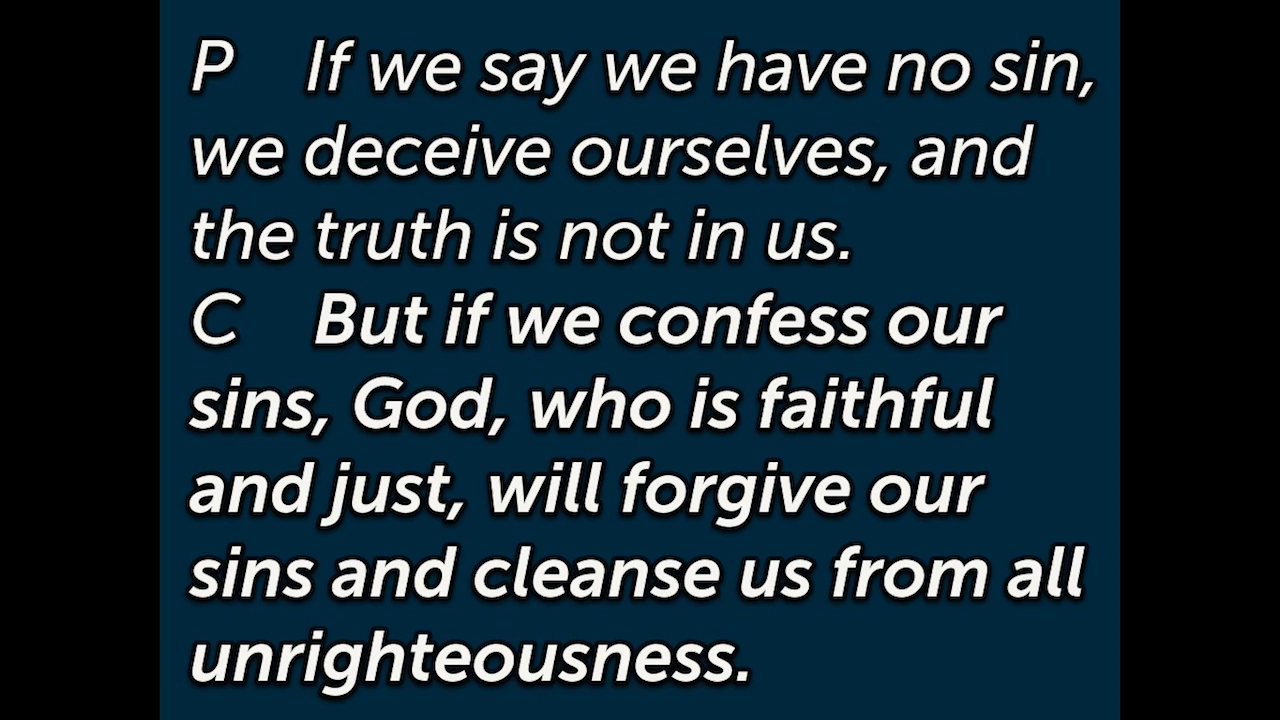 P If we say we have no sin,
we deceive ourselves, and
the truth is not in us.
C But if we confess our
sins, God, who is faithful
and just, will forgive our
sins and cleanse us from all
unrighteousness.